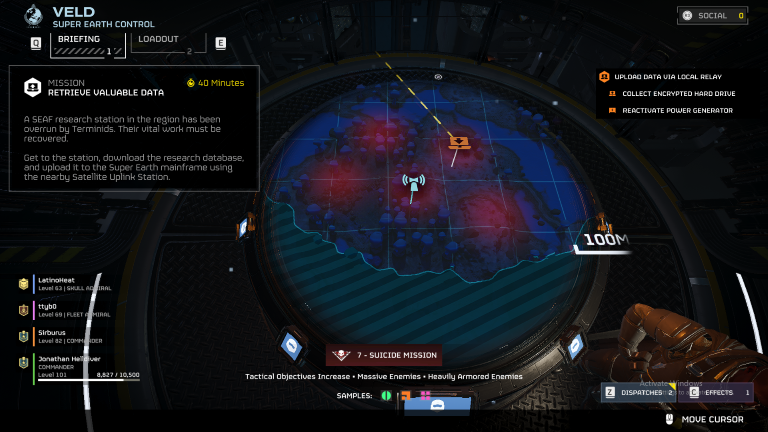 VELD
SUPER EARTH CONTROL
SOCIAL 0
Q
BRIEFING
1
LOADOUT
2
E
MISSION
RETRIEVE VALUABLE DATA
40 Minutes
A SEAF research station in the region has been
overrun by Terminids. Their vital work must be
recovered.
Get to the station, download the research database,
and upload it to the Super Earth mainframe using
the nearby Satellite Uplink Station.
UPLOAD DATA VIA LOCAL RELAY
COLLECT ENCRYPTED HARD DRIVE
REACTIVATE POWER GENERATOR
100M
LatinoHeat
Level 63 | SKULL ADMIRAL
ttyb0
Level 69 | FLEET ADMIRAL
Sirburus
Level 82 | COMMANDER
Jonathan Helldiver
COMMANDER
Level 101 8,827 / 10,500
7 - SUICIDE MISSION
Tactical Objectives Increase • Massive Enemies • Heavily Armored Enemies
SAMPLES:
Activate Windows
Z DISPATCHES 2
C EFFECTS 1
MOVE CURSOR